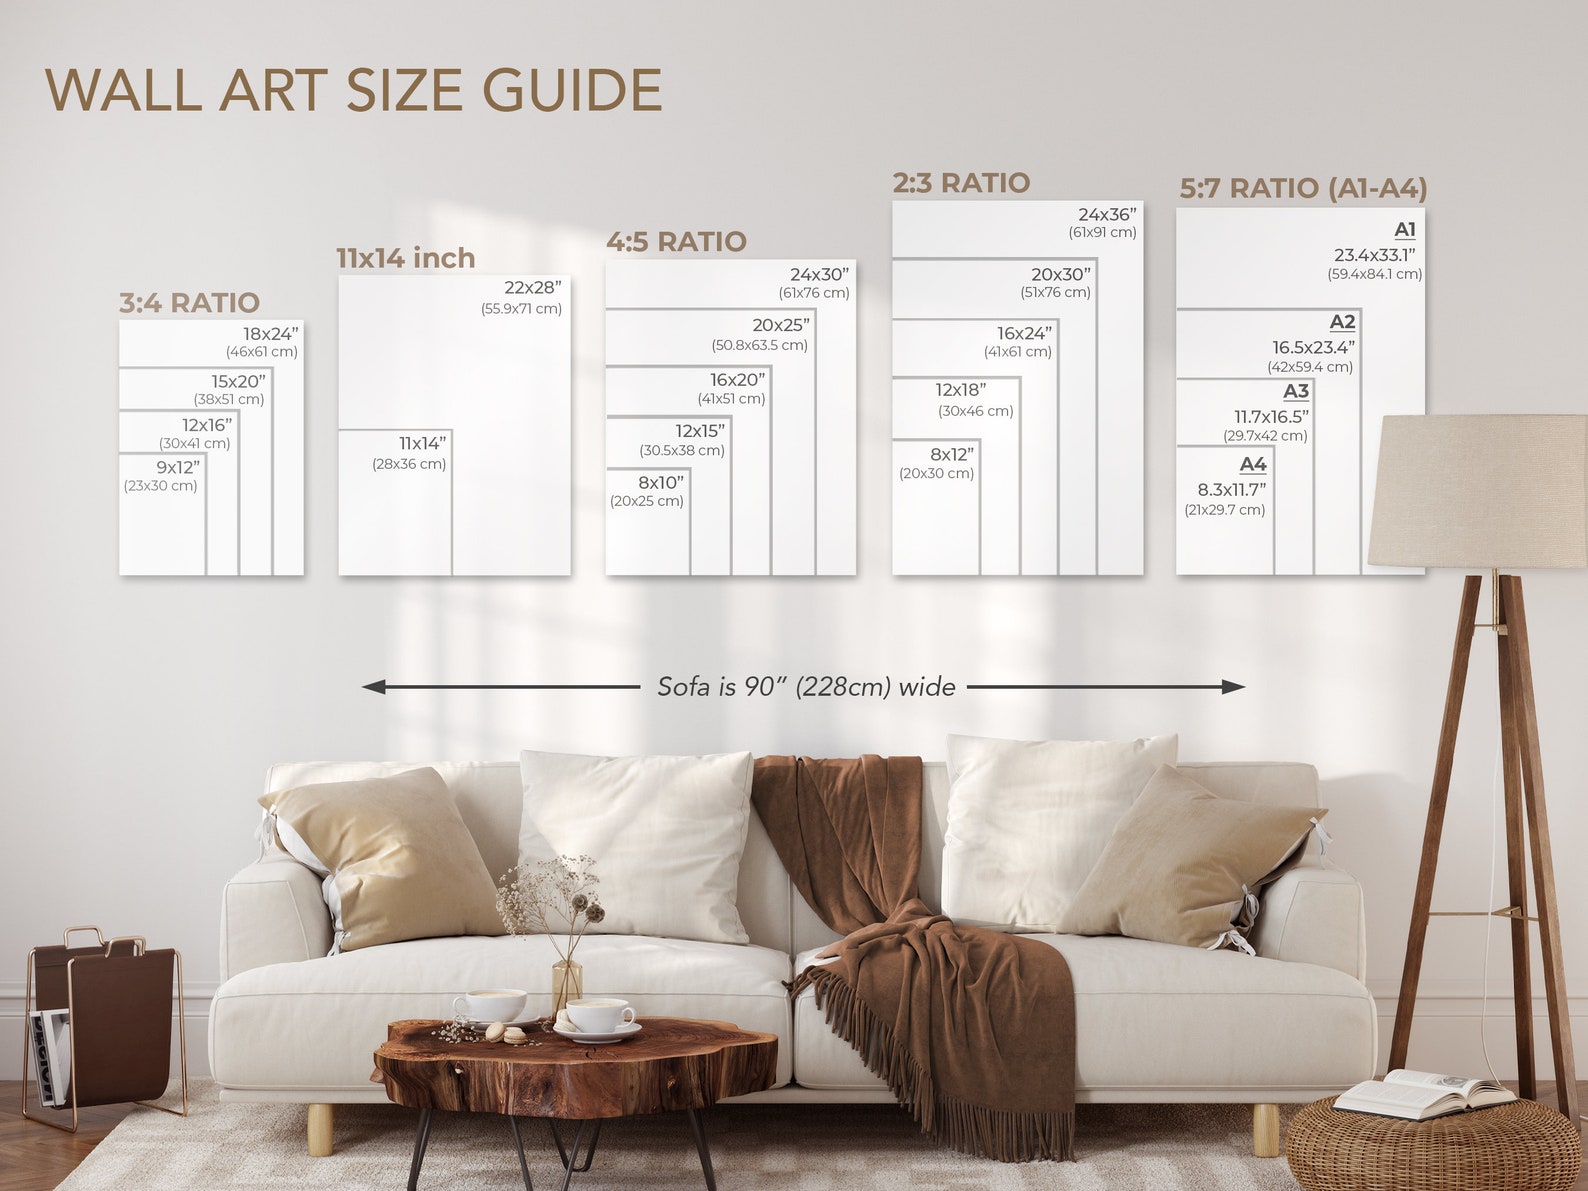 WALL ART SIZE GUIDE
3:4 RATIO
18x24”
(46x61 cm)
15x20”
(38x51 cm)
12x16”
(30x41 cm)
9x12”
(23x30 cm)
11x14 inch
22x28”
(55.9x71 cm)
11x14”
(28x36 cm)
4:5 RATIO
24x30”
(61x76 cm)
20x25”
(50.8x63.5 cm)
16x20”
(41x51 cm)
12x15”
(30.5x38 cm)
8x10”
(20x25 cm)
2:3 RATIO
24x36”
(61x91 cm)
20x30”
(51x76 cm)
16x24”
(41x61 cm)
12x18”
(30x46 cm)
8x12”
(20x30 cm)
5:7 RATIO (A1-A4)
A1
23.4x33.1”
(59.4x84.1 cm)
A2
16.5x23.4”
(42x59.4 cm)
A3
11.7x16.5”
(29.7x42 cm)
A4
8.3x11.7”
(21x29.7 cm)
Sofa is 90” (228cm) wide